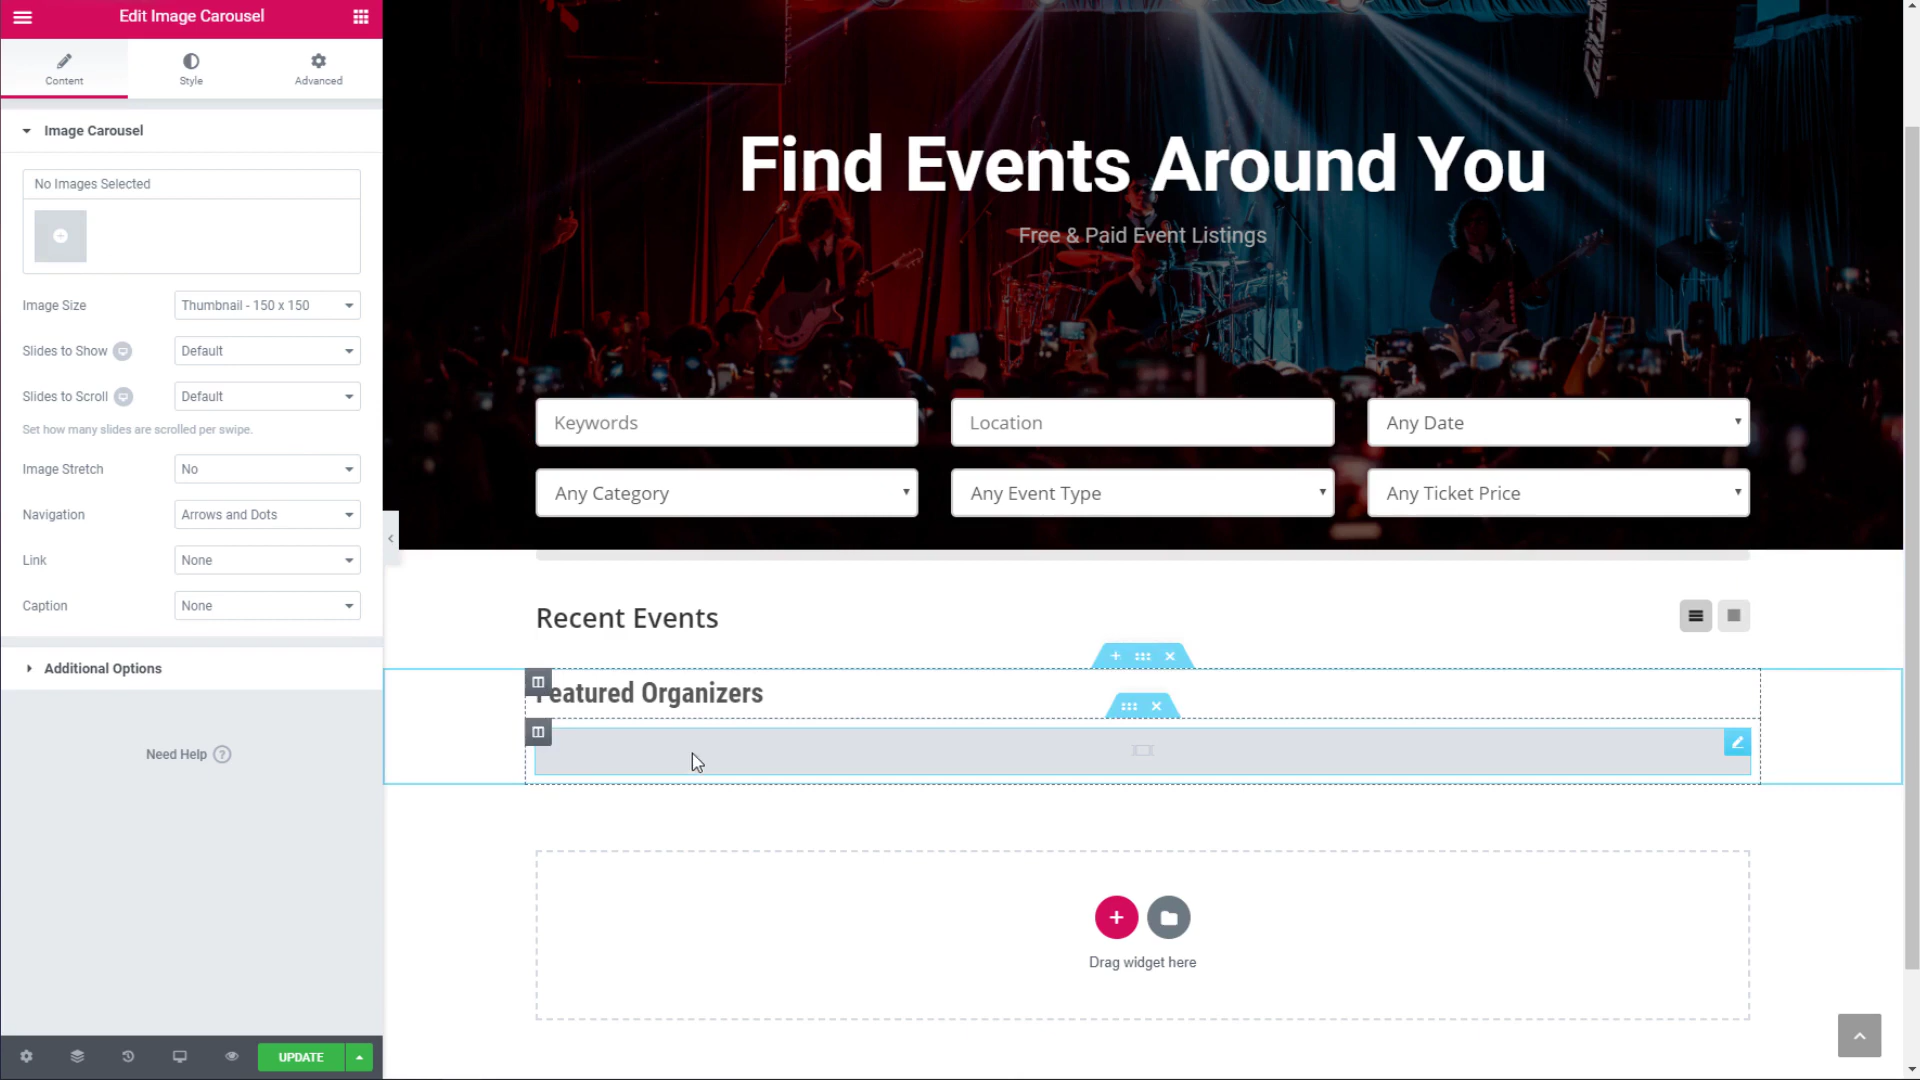 Edit Image Carousel
Content
Style
Advanced
Image Carousel
No Images Selected
Image Size
Thumbnail - 150 x 150
Slides to Show
Default
Slides to Scroll
Default
Set how many slides are scrolled per swipe.
Image Stretch
No
Navigation
Arrows and Dots
Link
None
Caption
None
Additional Options
Need Help ?
UPDATE
Find Events Around You
Free & Paid Event Listings
Keywords
Location
Any Date
Any Category
Any Event Type
Any Ticket Price
Recent Events
Featured Organizers
Drag widget here